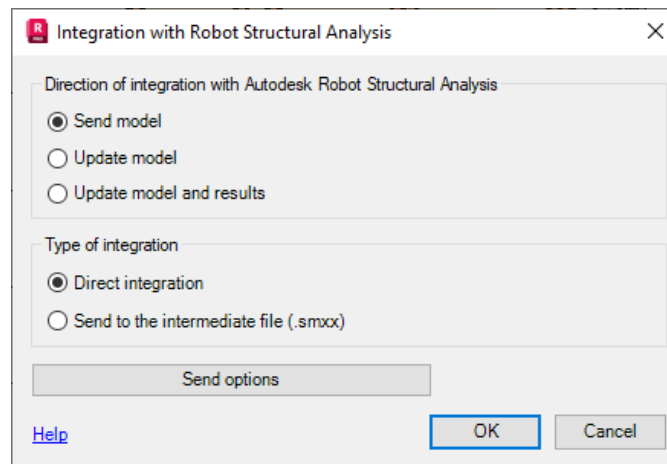 Integration with Robot Structural Analysis
Direction of integration with Autodesk Robot Structural Analysis
Send model
Update model
Update model and results
Type of integration
Direct integration
Send to the intermediate file (.smxx)
Send options
Help
OK
Cancel